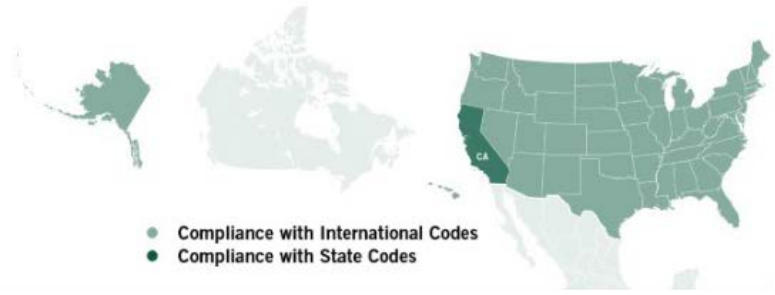 CA
Compliance with International Codes
Compliance with State Codes